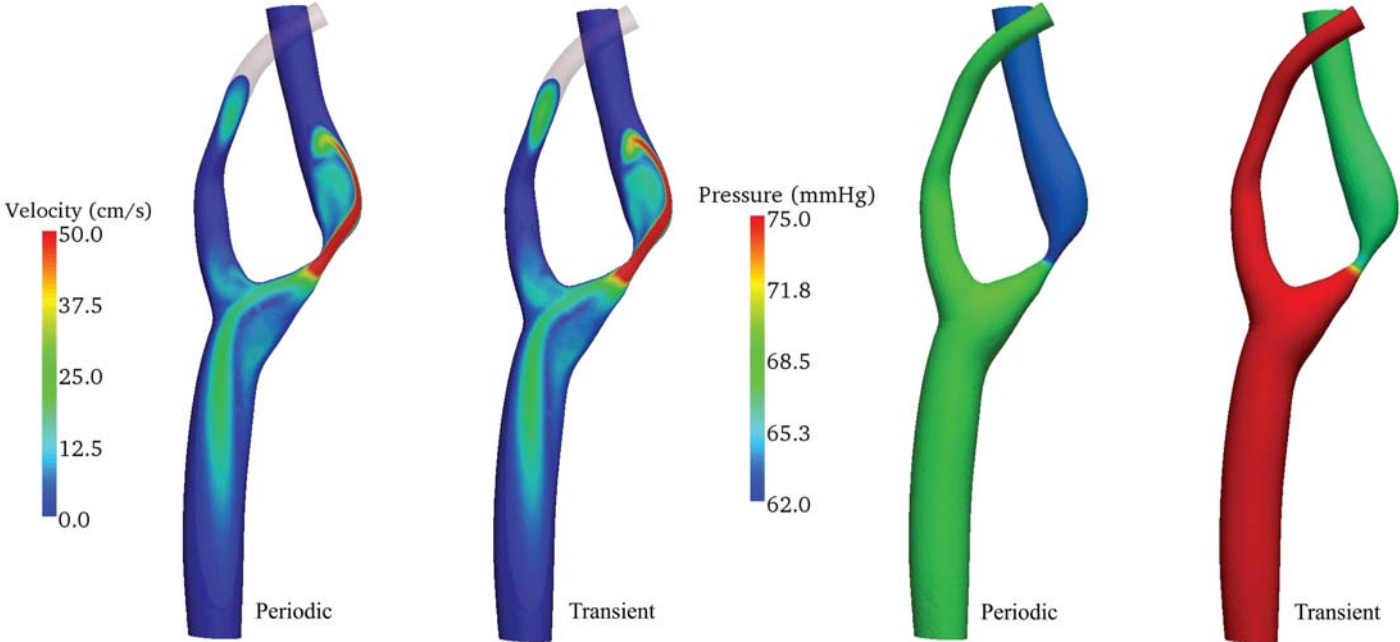 Velocity (cm/s)
50.0
37.5
25.0
12.5
0.0
Periodic
Transient
Pressure (mmHg)
75.0
71.8
68.5
65.3
62.0
Periodic
Transient